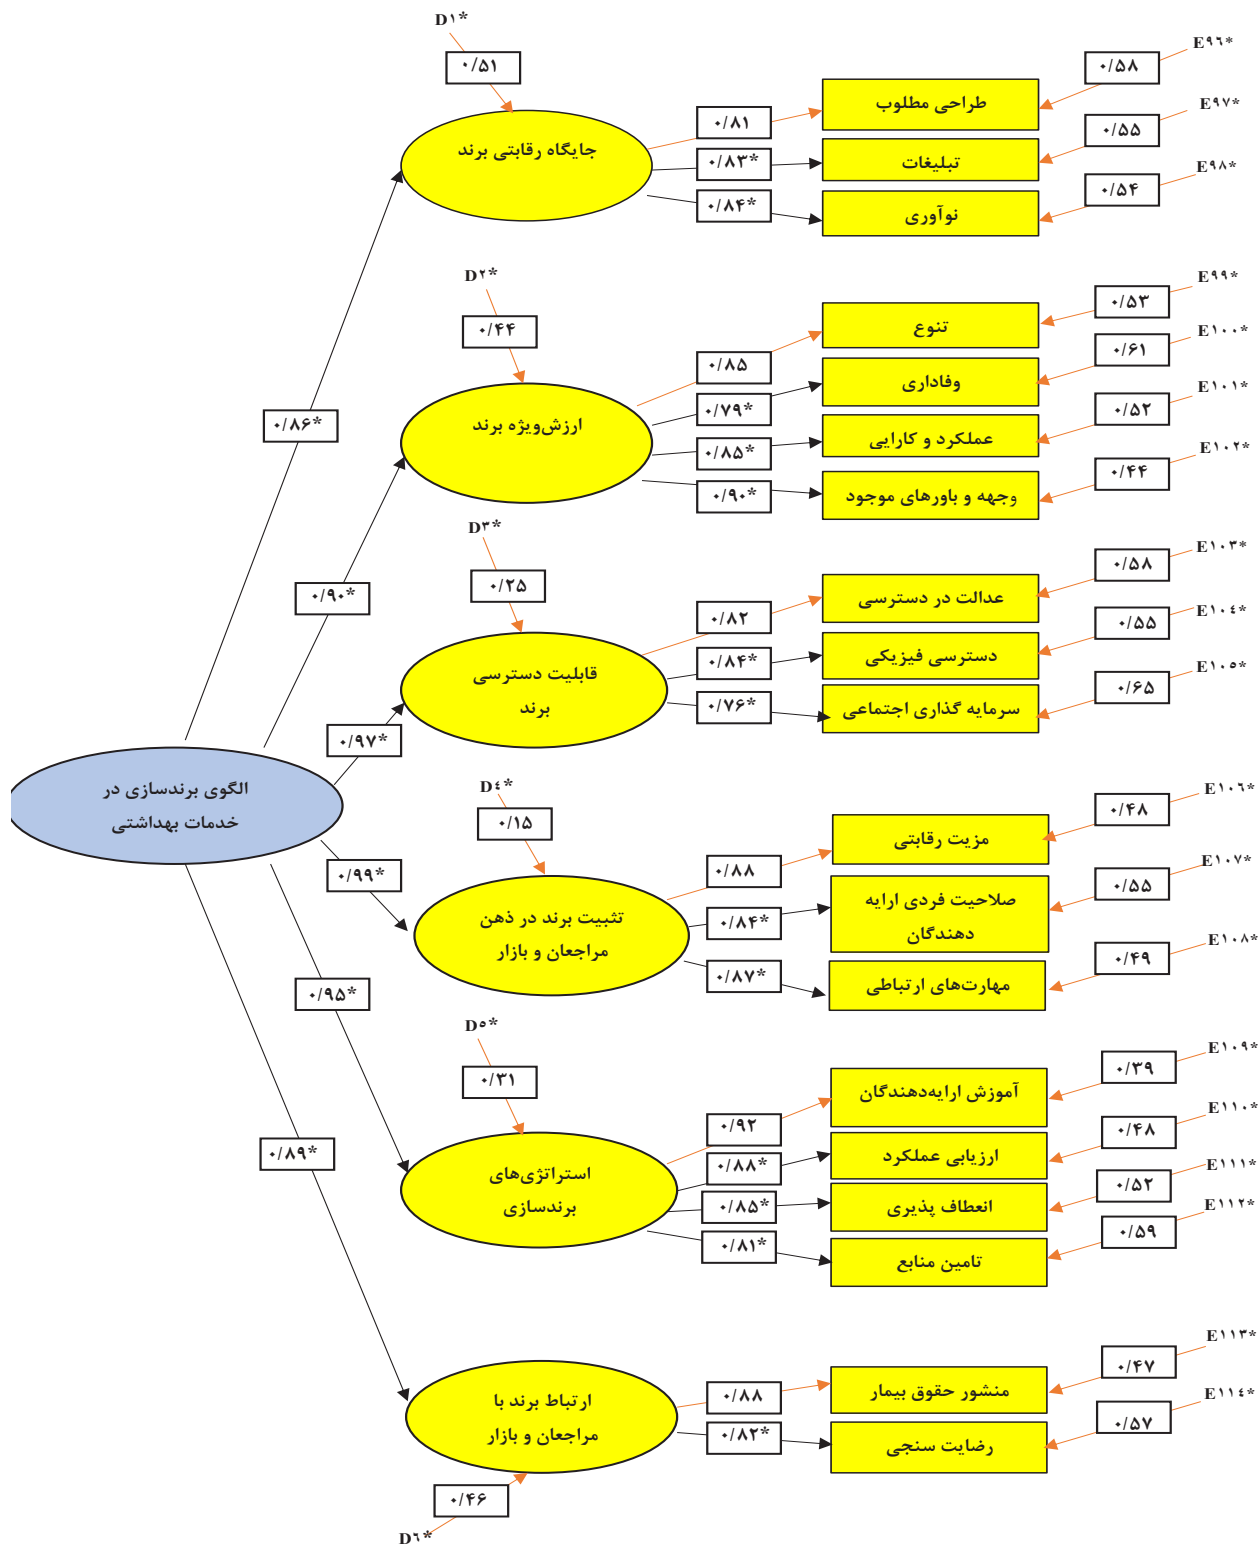 D۱*
۰/۵۱
جایگاه رقابتی برند
۰/۸۱
۰/۸۳*
۰/۸۴*
طراحی مطلوب
تبلیغات
نوآوری
۰/۵۸
۰/۵۵
۰/۵۴
E۹٦*
E۹۷*
E۹۸*
۰/۸۶*
D۲*
۰/۴۴
ارزش‌ویژه برند
۰/۸۵
۰/۷۹*
۰/۸۵*
۰/۹۰*
تنوع
وفاداری
عملکرد و کارایی
وجهه و باورهای موجود
۰/۵۳
۰/۶۱
۰/۵۲
۰/۴۴
E۹۹*
E۱۰۰*
E۱۰۱*
E۱۰۲*
۰/۹۰*
D۳*
۰/۲۵
قابلیت دسترسی
برند
۰/۸۲
۰/۸۴*
۰/۷۶*
عدالت در دسترسی
دسترسی فیزیکی
سرمایه گذاری اجتماعی
۰/۵۸
۰/۵۵
۰/۶۵
E۱۰۳*
E۱۰٤*
E۱۰٥*
۰/۹۷*
الگوی برندسازی در
خدمات بهداشتی
D٤*
۰/۱۵
تثبیت برند در ذهن
مراجعان و بازار
۰/۸۸
۰/۸۴*
۰/۸۷*
مزیت رقابتی
صلاحیت فردی ارایه
دهندگان
مهارت‌های ارتباطی
۰/۴۸
۰/۵۵
۰/۴۹
E۱۰٦*
E۱۰۷*
E۱۰۸*
۰/۹۹*
۰/۹۵*
D٥*
۰/۳۱
استراتژی‌های
برندسازی
۰/۹۲
۰/۸۸*
۰/۸۵*
۰/۸۱*
آموزش ارایه‌دهندگان
ارزیابی عملکرد
انعطاف پذیری
تامین منابع
۰/۳۹
۰/۴۸
۰/۵۲
۰/۵۹
E۱۰۹*
E۱۱۰*
E۱۱۱*
E۱۱۲*
۰/۸۹*
ارتباط برند با
مراجعان و بازار
۰/۸۸
۰/۸۲*
منشور حقوق بیمار
رضایت سنجی
۰/۴۷
۰/۵۷
E۱۱۳*
E۱۱٤*
۰/۴۶
D٦*